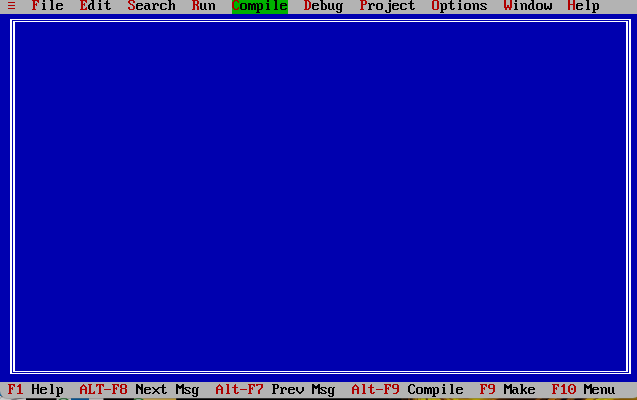 ≡ File Edit Search Run Compile Debug Project Options Window Help
F1 Help ALT-F8 Next Msg Alt-F7 Prev Msg Alt-F9 Compile F9 Make F10 Menu